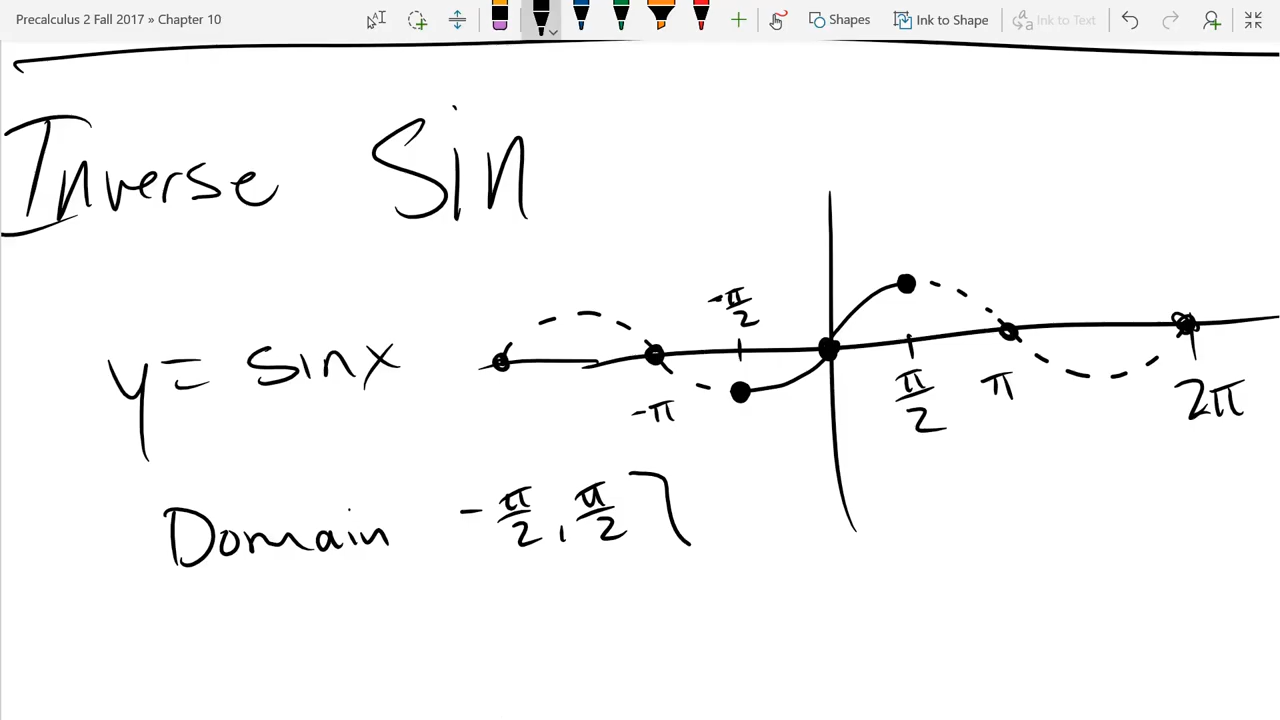 Precalculus 2 Fall 2017 » Chapter 10
Shapes
Ink to Shape
Ink to Text
Inverse Sin
y = sin x
-π/2
-π
π/2
π
2π
Domain -π/2, π/2]